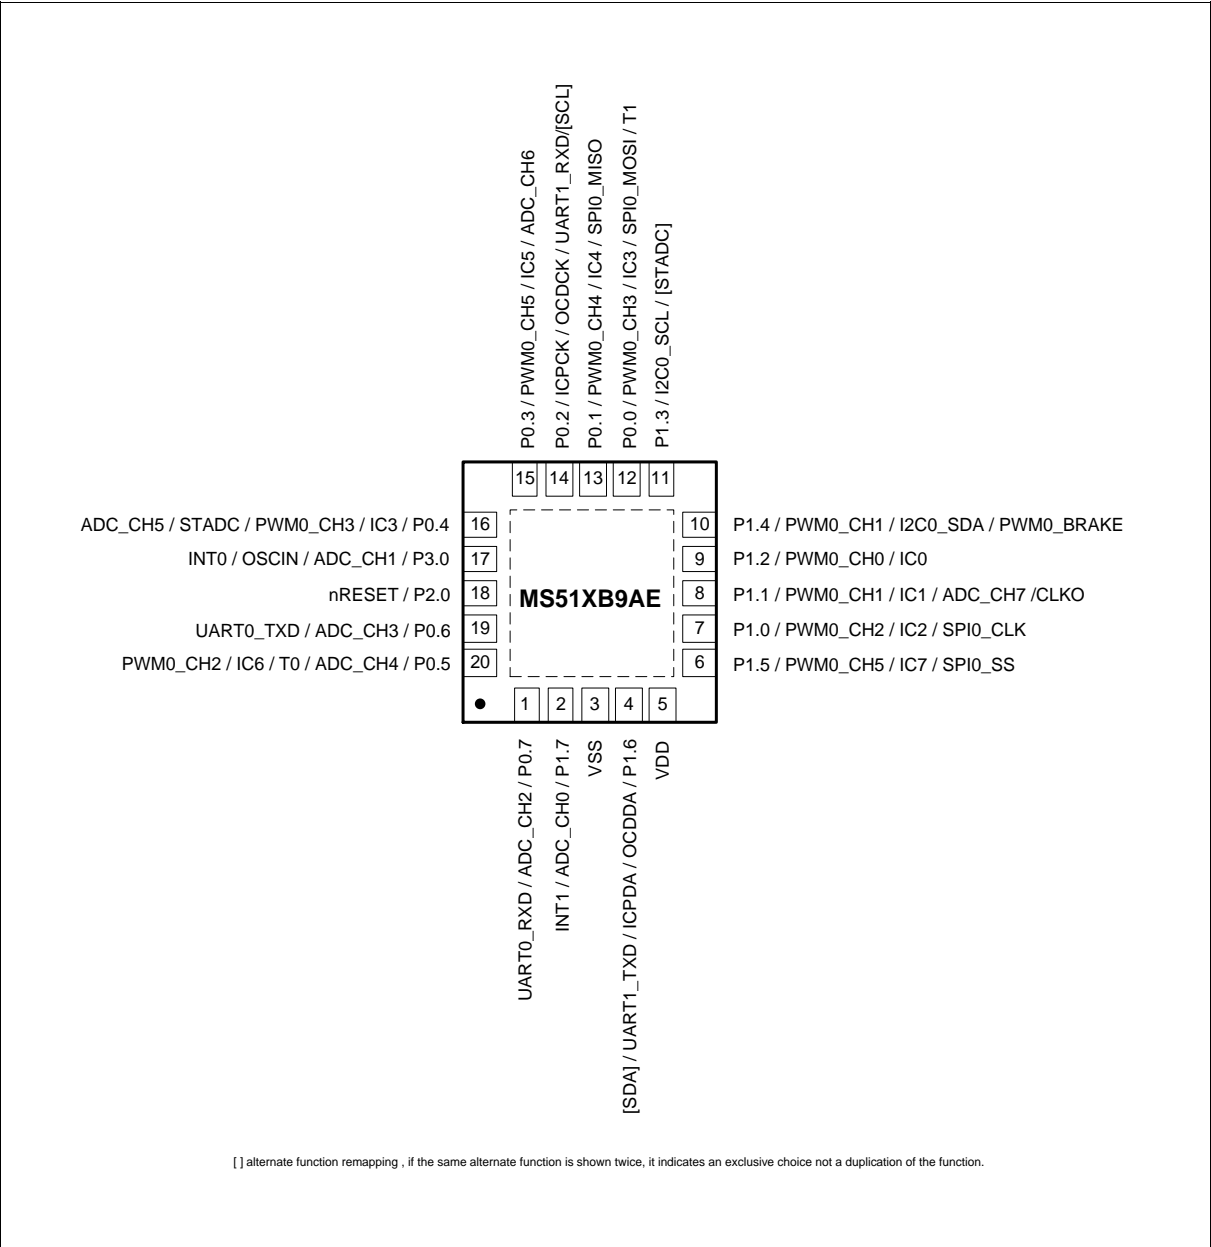 P0.3 / PWM0_CH5 / IC5 / ADC_CH6
P0.2 / ICPCK / OCDCK / UART1_RXD/[SCL]
P0.1 / PWM0_CH4 / IC4 / SPI0_MISO
P0.0 / PWM0_CH3 / IC3 / SPI0_MOSI / T1
P1.3 / I2C0_SCL / [STADC]
15 14 13 12 11
ADC_CH5 / STADC / PWM0_CH3 / IC3 / P0.4 16
INT0 / OSCIN / ADC_CH1 / P3.0 17
nRESET / P2.0 18
UART0_TXD / ADC_CH3 / P0.6 19
PWM0_CH2 / IC6 / T0 / ADC_CH4 / P0.5 20
MS51XB9AE
10 P1.4 / PWM0_CH1 / I2C0_SDA / PWM0_BRAKE
9 P1.2 / PWM0_CH0 / IC0
8 P1.1 / PWM0_CH1 / IC1 / ADC_CH7 /CLKO
7 P1.0 / PWM0_CH2 / IC2 / SPI0_CLK
6 P1.5 / PWM0_CH5 / IC7 / SPI0_SS
1 2 3 4 5
UART0_RXD / ADC_CH2 / P0.7
INT1 / ADC_CH0 / P1.7
VSS
[SDA] / UART1_TXD / ICPDA / OCDDA / P1.6
VDD
[ ] alternate function remapping , if the same alternate function is shown twice, it indicates an exclusive choice not a duplication of the function.